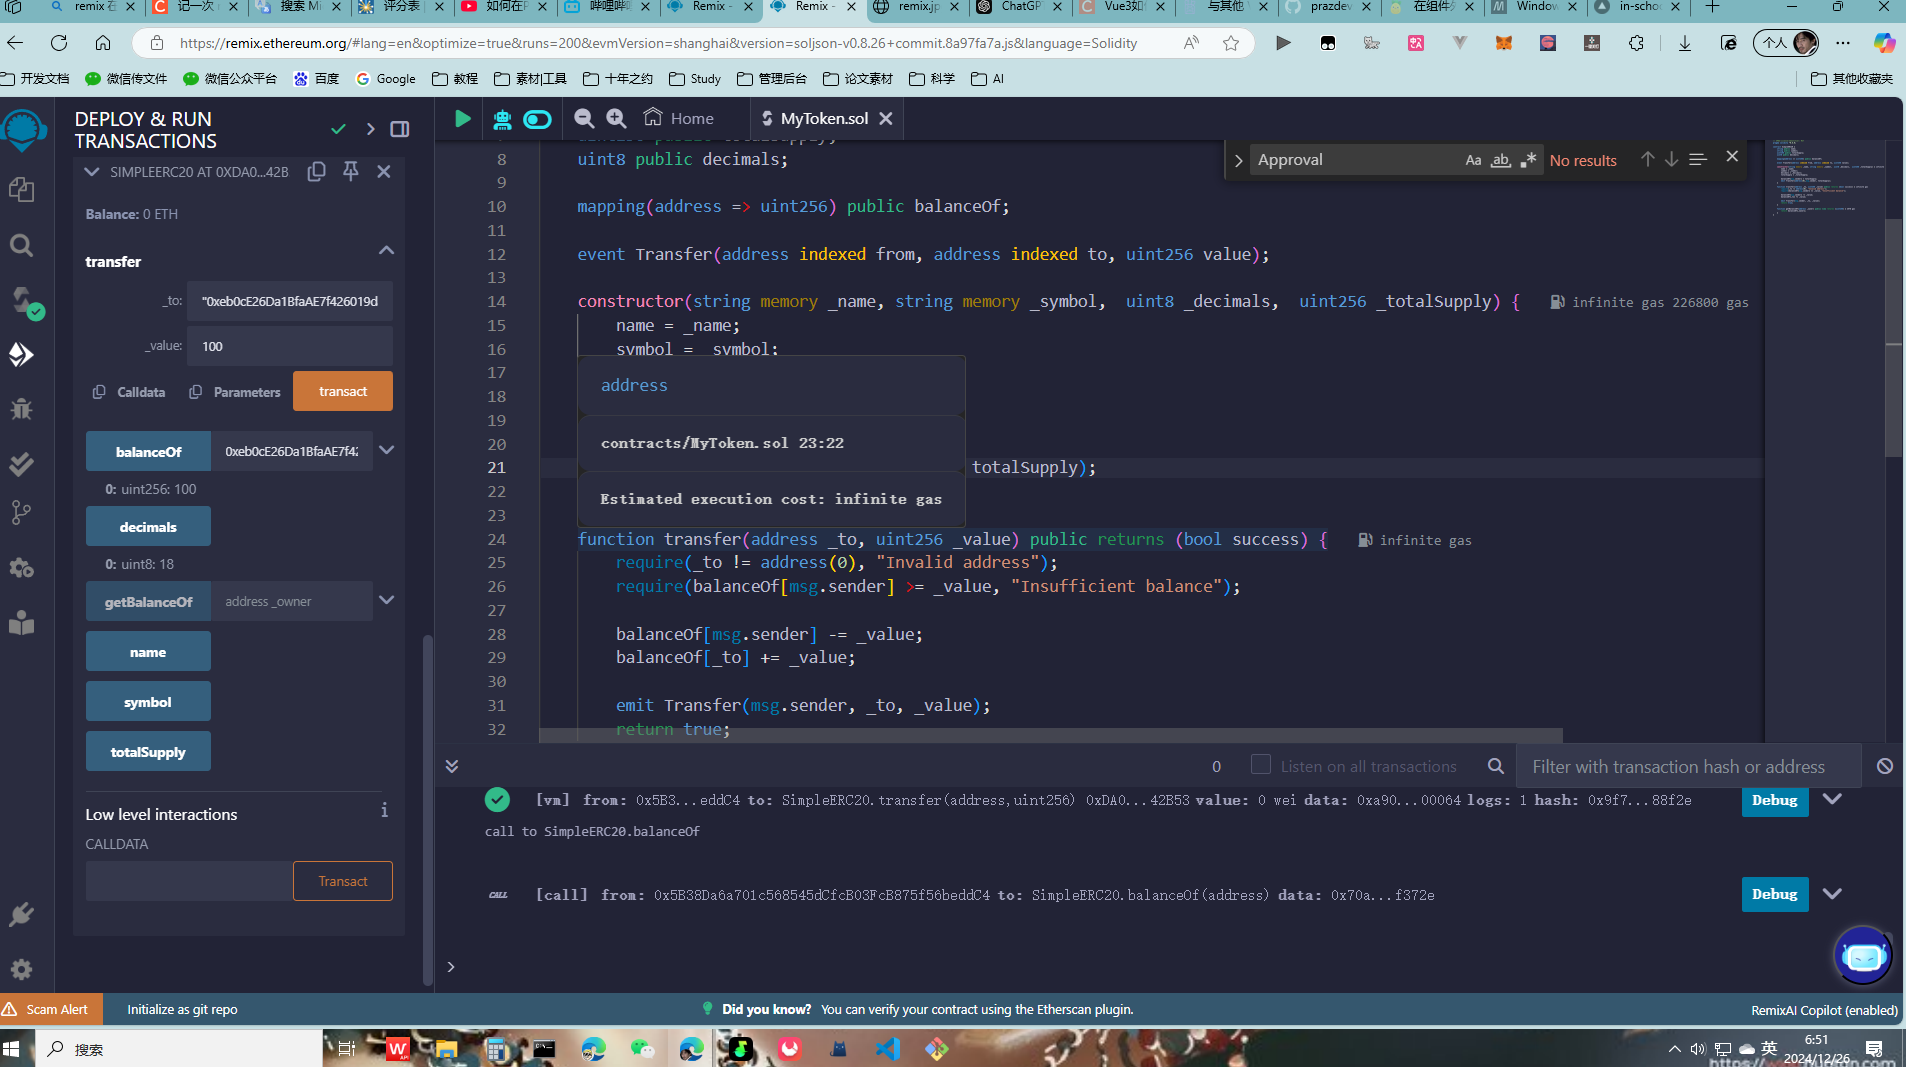 remix 在
记一次
搜索 Mi
评分表
如何在P
哔哩哔哩
Remix -
Remix -
remix.jp
ChatGP
Vue3如
与其他
prazdev
在组件
Window
in-schoo
https://remix.ethereum.org/#lang=en&optimize=true&runs=200&evmVersion=shanghai&version=soljson-v0.8.26+commit.8a97fa7a.js&language=Solidity
个人
开发文档
微信传文件
微信公众平台
百度
Google
教程
素材|工具
十年之约
Study
管理后台
论文素材
科学
AI
其他收藏夹
DEPLOY & RUN
TRANSACTIONS
SIMPLEERC20 AT 0XDA0...42B
Balance: 0 ETH
transfer
_to: "0xeb0cE26Da1BfaAE7f426019d
_value: 100
Calldata Parameters transact
balanceOf 0xeb0cE26Da1BfaAE7f42
0: uint256: 100
decimals
0: uint8: 18
getBalanceOf address _owner
name
symbol
totalSupply
Low level interactions
CALLDATA
Transact
Home
MyToken.sol
Approval
Aa ab No results
8 uint8 public decimals;
9
10 mapping(address => uint256) public balanceOf;
11
12 event Transfer(address indexed from, address indexed to, uint256 value);
13
14 constructor(string memory _name, string memory _symbol,  uint8 _decimals,  uint256 _totalSupply) { infinite gas 226800 gas
15 name = _name;
16 symbol = _symbol;
17
18
19
20
21 totalSupply);
22
23
address
contracts/MyToken.sol 23:22
Estimated execution cost: infinite gas
24 function transfer(address _to, uint256 _value) public returns (bool success) { infinite gas
25 require(_to != address(0), "Invalid address");
26 require(balanceOf[msg.sender] >= _value, "Insufficient balance");
27
28 balanceOf[msg.sender] -= _value;
29 balanceOf[_to] += _value;
30
31 emit Transfer(msg.sender, _to, _value);
32 return true;
0 Listen on all transactions Filter with transaction hash or address
[vm] from: 0x5B3...eddC4 to: SimpleERC20.transfer(address,uint256) 0xDA0...42B53 value: 0 wei data: 0xa90...00064 logs: 1 hash: 0x9f7...88f2e Debug
call to SimpleERC20.balanceOf
CALL [call] from: 0x5B38Da6a701c568545dCfcB03FcB875f56beddC4 to: SimpleERC20.balanceOf(address) data: 0x70a...f372e Debug
>
Scam Alert
Initialize as git repo
Did you know? You can verify your contract using the Etherscan plugin.
RemixAI Copilot (enabled)
搜索
英
6:51
2024/12/26